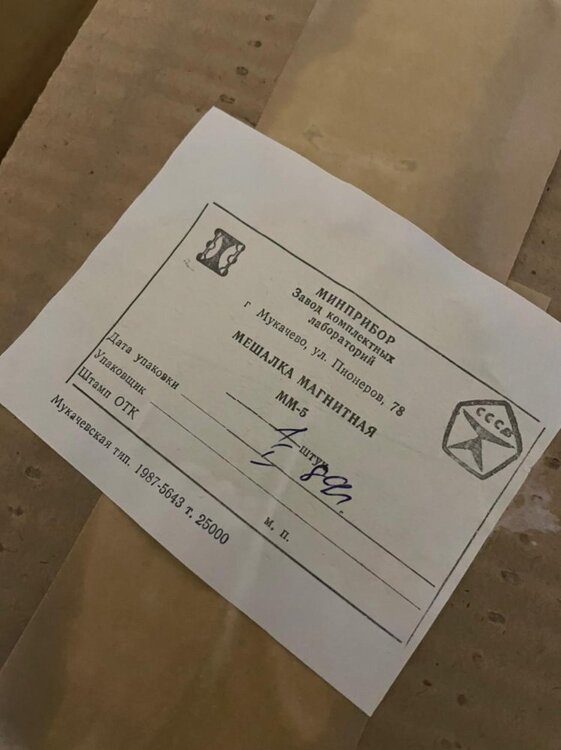 МИНПРИБОР
Завод комплектных
лабораторий
г Мукачево, ул. Пионеров, 78
МЕШАЛКА МАГНИТНАЯ
ММ-5
1 штук
Дата упаковки
Упаковщик
Штамп ОТК
м. п.
СССР
Мукачевская тип. 1987-5643 т. 25000